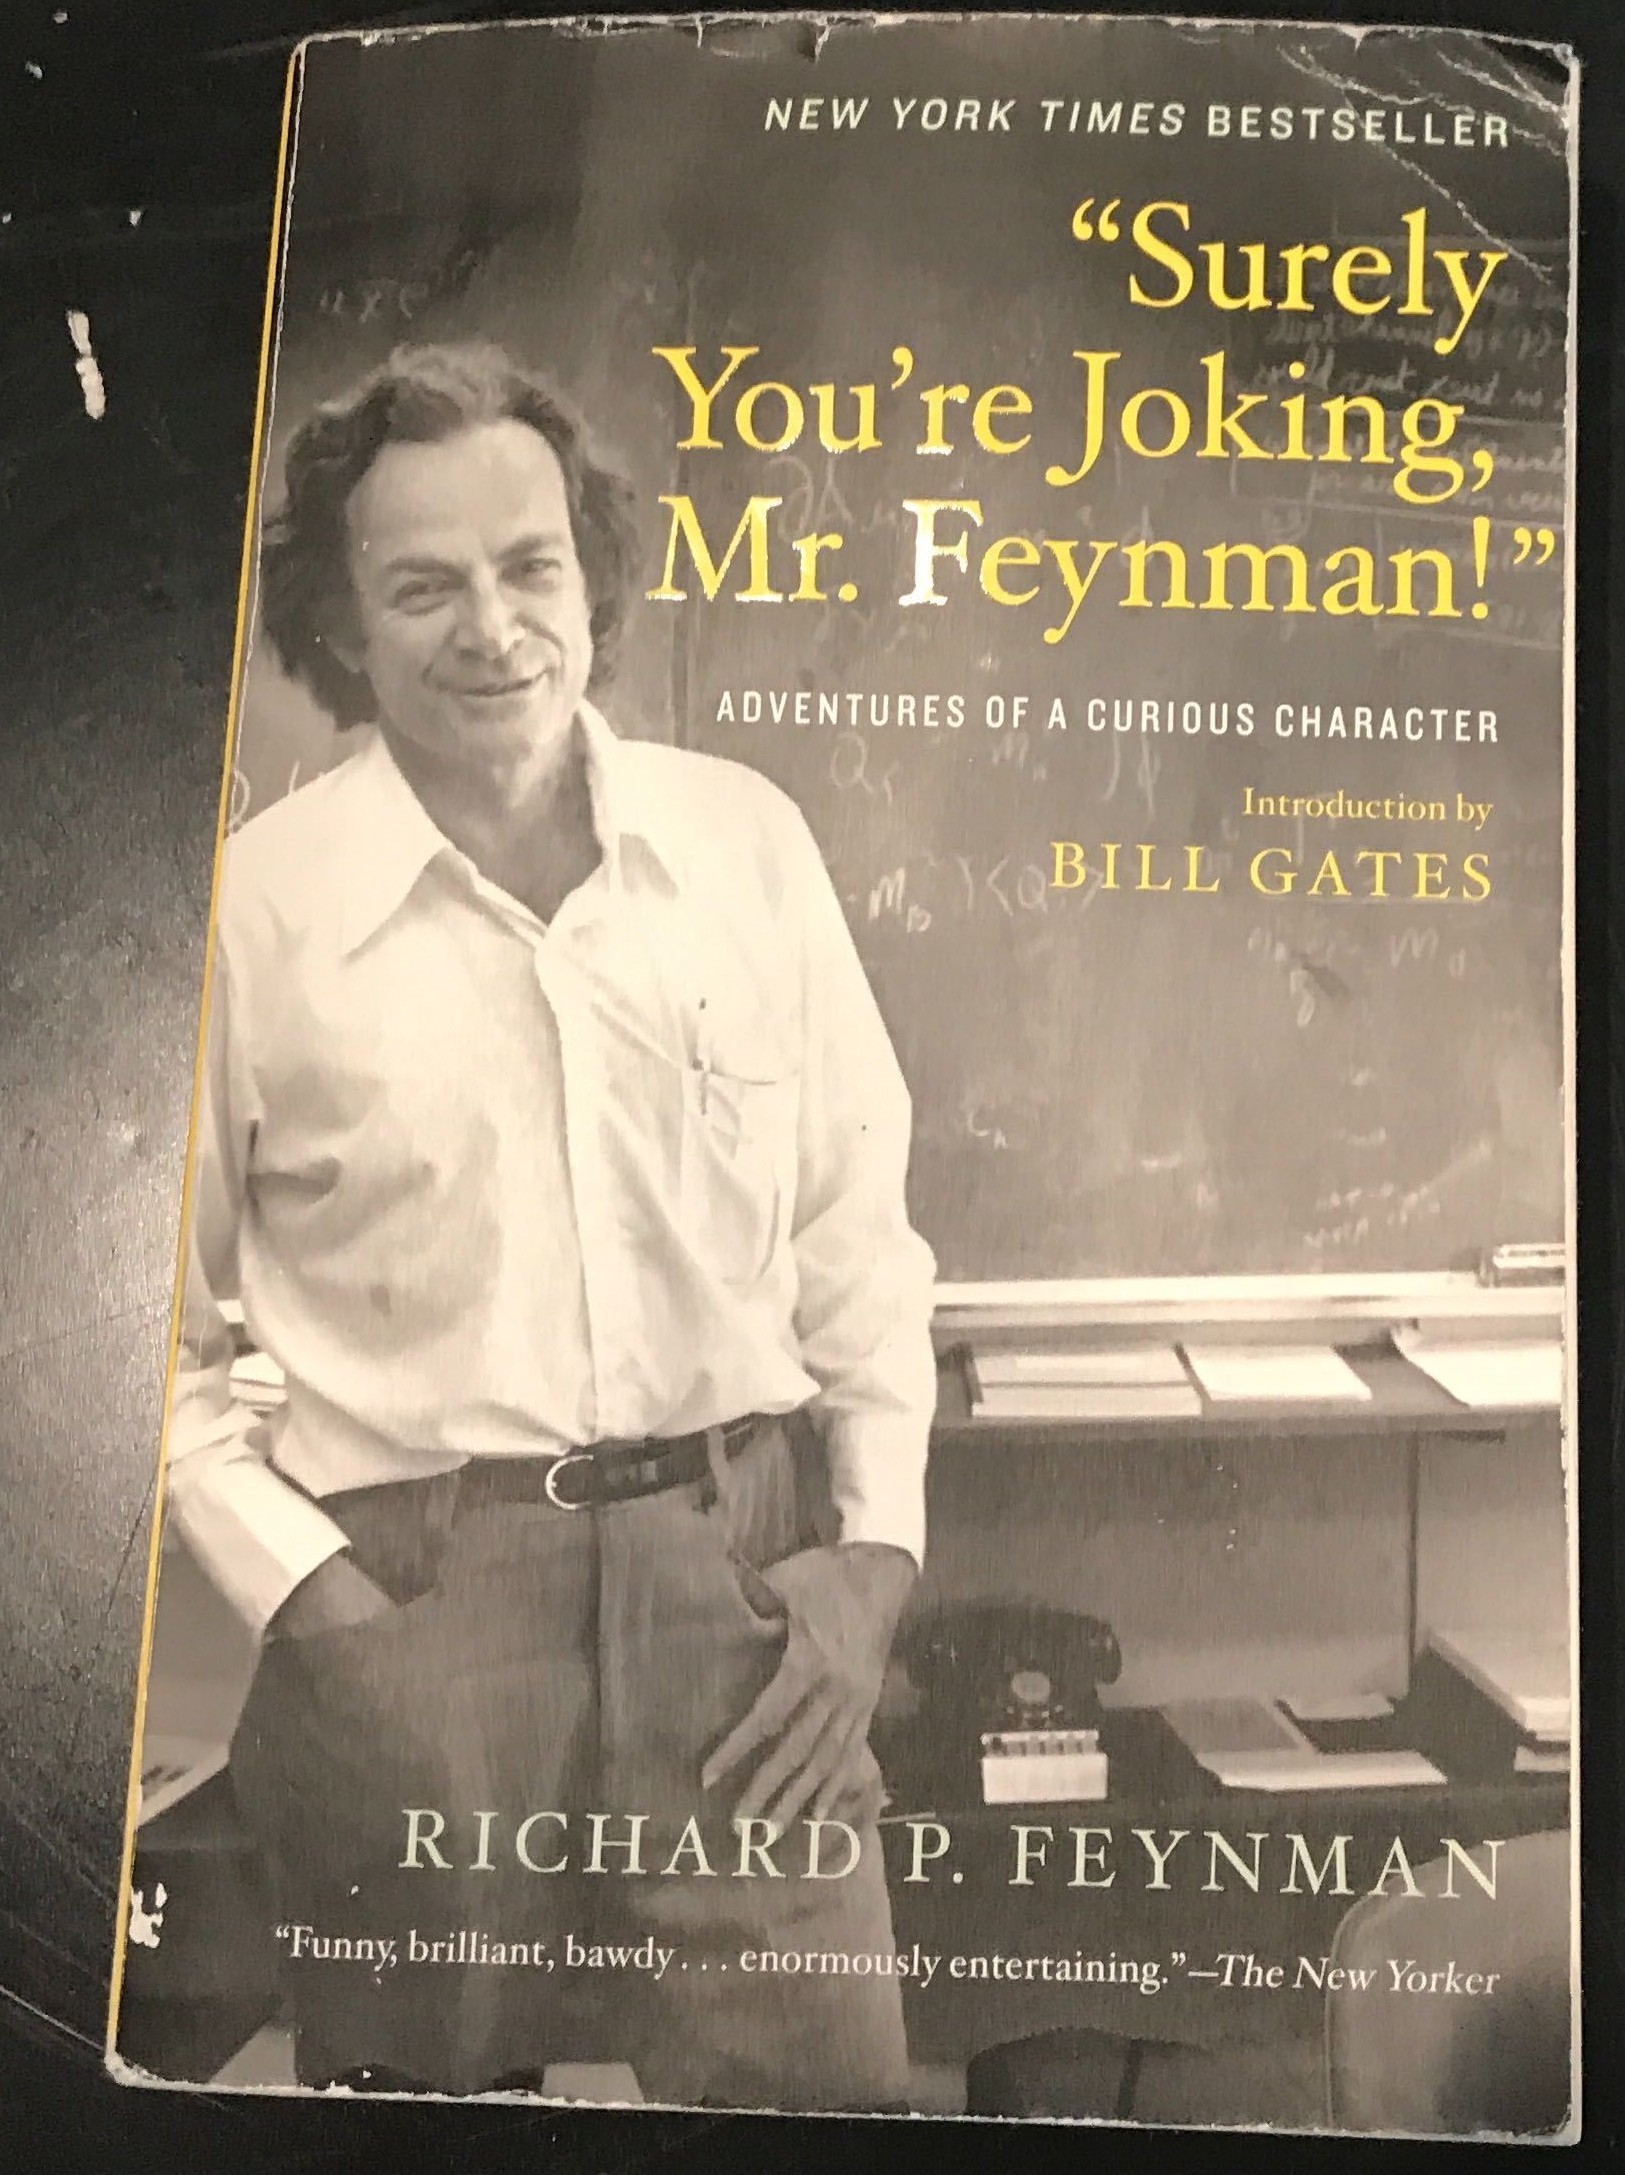 NEW YORK TIMES BESTSELLER
“Surely
You’re Joking,
Mr. Feynman!”
ADVENTURES OF A CURIOUS CHARACTER
Introduction by
BILL GATES
RICHARD P. FEYNMAN
“Funny, brilliant, bawdy . . . enormously entertaining.”—The New Yorker